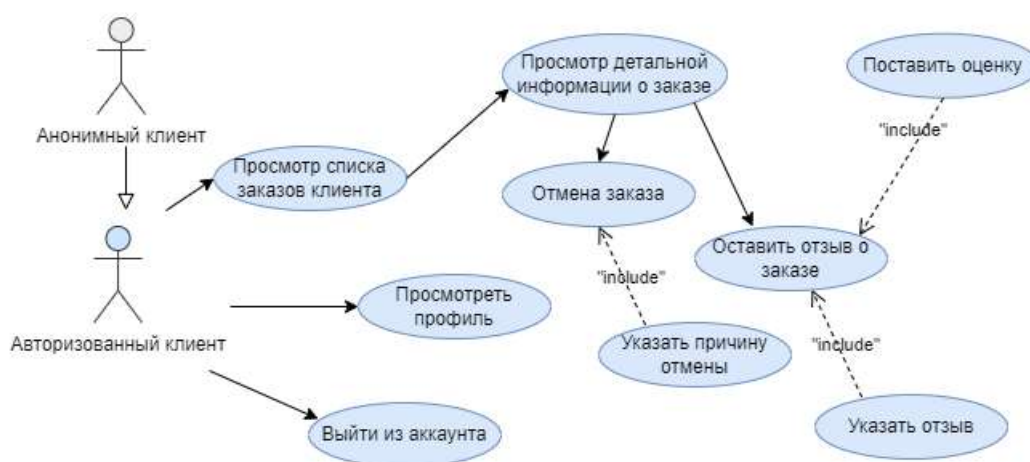 Просмотр детальной
информации о заказе
Поставить оценку
Анонимный клиент
"include"
Просмотр списка
заказов клиента
Отмена заказа
Оставить отзыв о
заказе
"include"
Просмотреть
профиль
Авторизованный клиент
Указать причину
отмены
"include"
Выйти из аккаунта
Указать отзыв